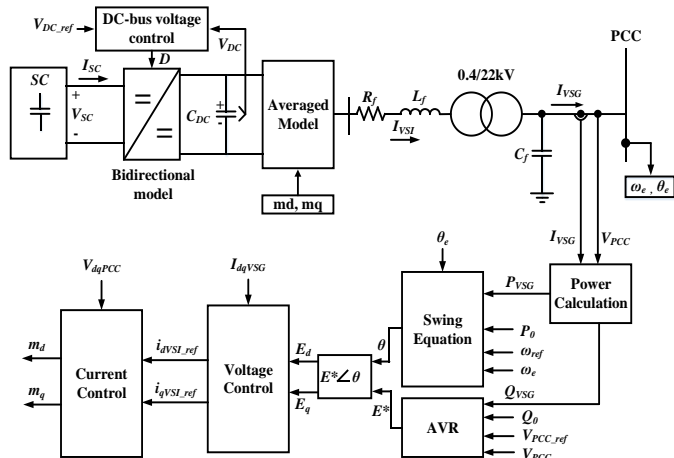 DC-bus voltage
control
V_DC_ref
V_DC
D
PCC
SC
I_SC
+
V_SC
-
C_DC
+
-
Bidirectional
model
Averaged
Model
md, mq
R_f
L_f
I_VSI
0.4/22kV
I_VSG
C_f
ω_e , θ_e
I_VSG
V_PCC
Power
Calculation
θ_e
P_VSG
Swing
Equation
P_0
ω_ref
ω_e
Q_VSG
AVR
Q_0
V_PCC_ref
V_PCC
θ
E*
E*∠θ
E_d
E_q
I_dqVSG
Voltage
Control
i_dVSI_ref
i_qVSI_ref
V_dqPCC
Current
Control
m_d
m_q